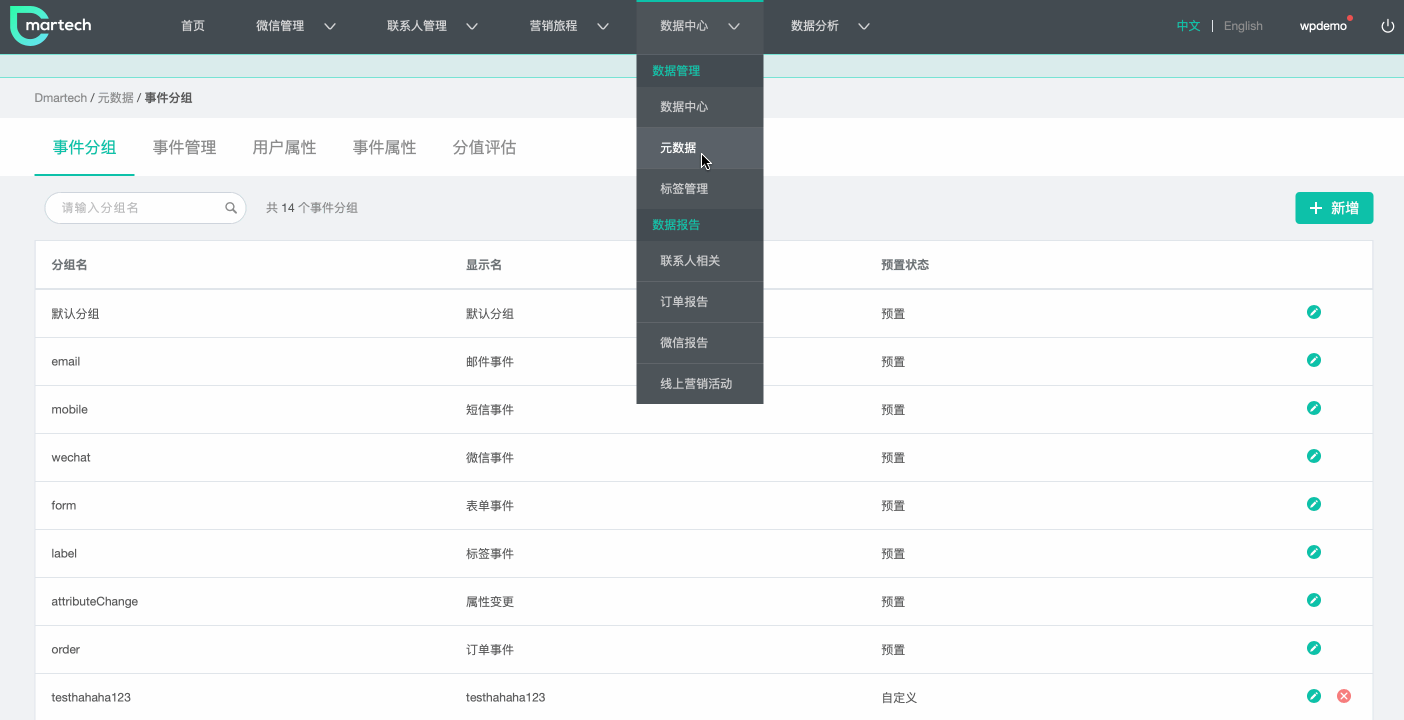 martech 首页 微信管理 联系人管理 营销旅程 数据中心 数据分析 中文 | English wpdemo
数据管理
数据中心
元数据
标签管理
数据报告
联系人相关
订单报告
微信报告
线上营销活动
Dmartech / 元数据 / 事件分组
事件分组 事件管理 用户属性 事件属性 分值评估
请输入分组名 共 14 个事件分组 新增
分组名 显示名 预置状态
默认分组 默认分组 预置
email 邮件事件 预置
mobile 短信事件 预置
wechat 微信事件 预置
form 表单事件 预置
label 标签事件 预置
attributeChange 属性变更 预置
order 订单事件 预置
testhahaha123 testhahaha123 自定义